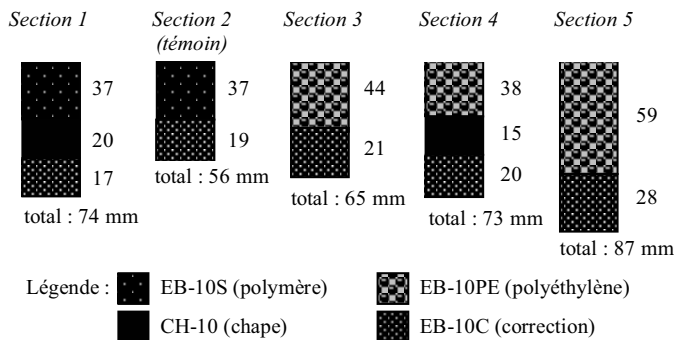 Section 1 Section 2 Section 3 Section 4 Section 5
(témoin)
37 37 44 38 59
20 19 21 15 28
17 20
total : 74 mm total : 56 mm total : 65 mm total : 73 mm total : 87 mm
Légende : EB-10S (polymère) EB-10PE (polyéthylène)
CH-10 (chape) EB-10C (correction)